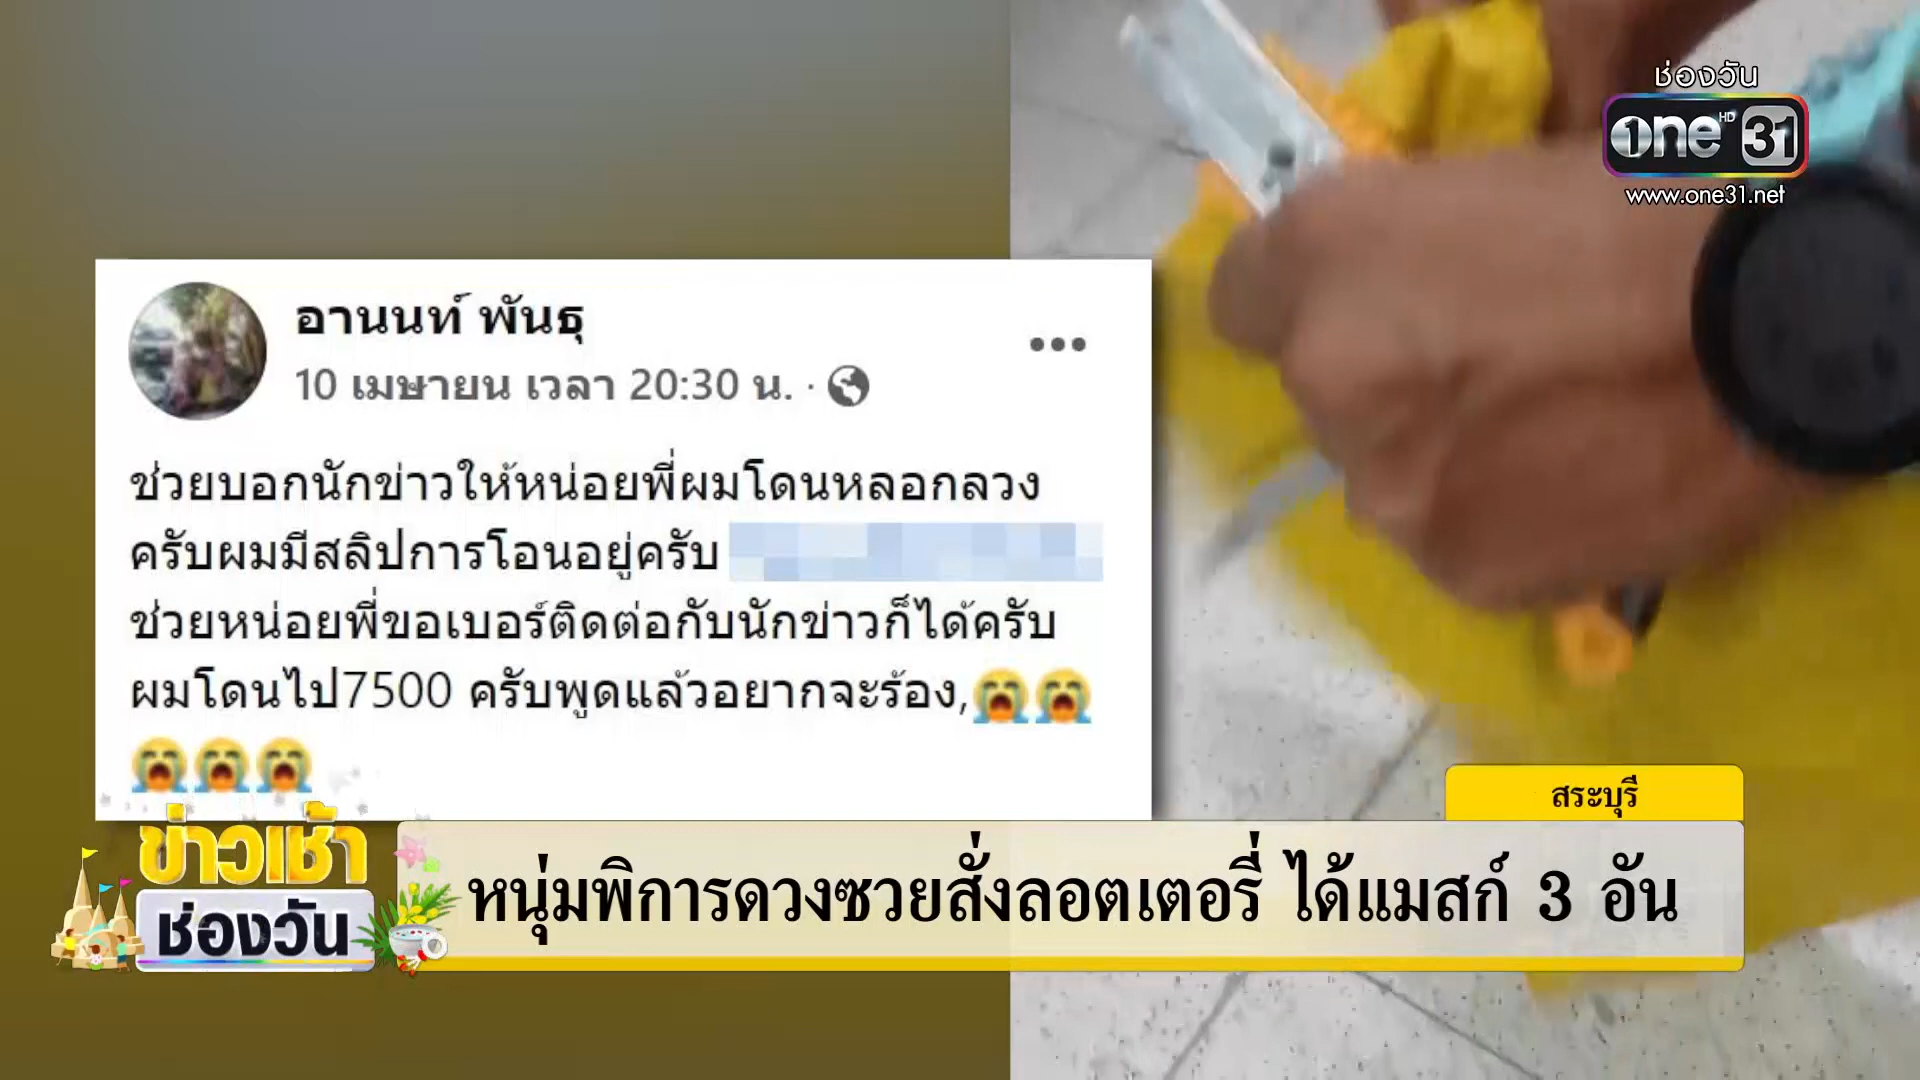 ช่องวัน
one HD 31
www.one31.net
อานนท์ พันธุ
10 เมษายน เวลา 20:30 น. ·
ช่วยบอกนักข่าวให้หน่อยพี่ผมโดนหลอกลวง
ครับผมมีสลิปการโอนอยู่ครับ
ช่วยหน่อยพี่ขอเบอร์ติดต่อกับนักข่าวก็ได้ครับ
ผมโดนไป7500 ครับพูดแล้วอยากจะร้อง,😭😭
😭😭😭
สระบุรี
ข่าวเช้า
ช่องวัน
หนุ่มพิการดวงซวยสั่งลอตเตอรี่ ได้แมสก์ 3 อัน